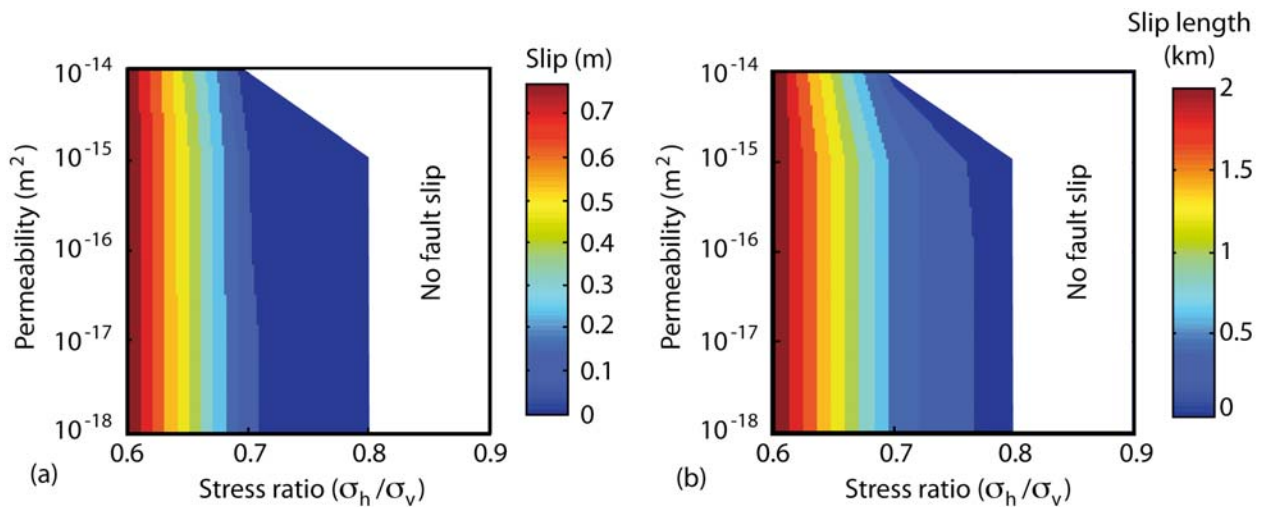 Slip (m)
10⁻¹⁴
10⁻¹⁵
10⁻¹⁶
10⁻¹⁷
10⁻¹⁸
Permeability (m²)
No fault slip
0.7
0.6
0.5
0.4
0.3
0.2
0.1
0
0.6 0.7 0.8 0.9
(a) Stress ratio (σh/σv)
Slip length
(km)
10⁻¹⁴
10⁻¹⁵
10⁻¹⁶
10⁻¹⁷
10⁻¹⁸
Permeability (m²)
No fault slip
2
1.5
1
0.5
0
0.6 0.7 0.8 0.9
(b) Stress ratio (σh/σv)